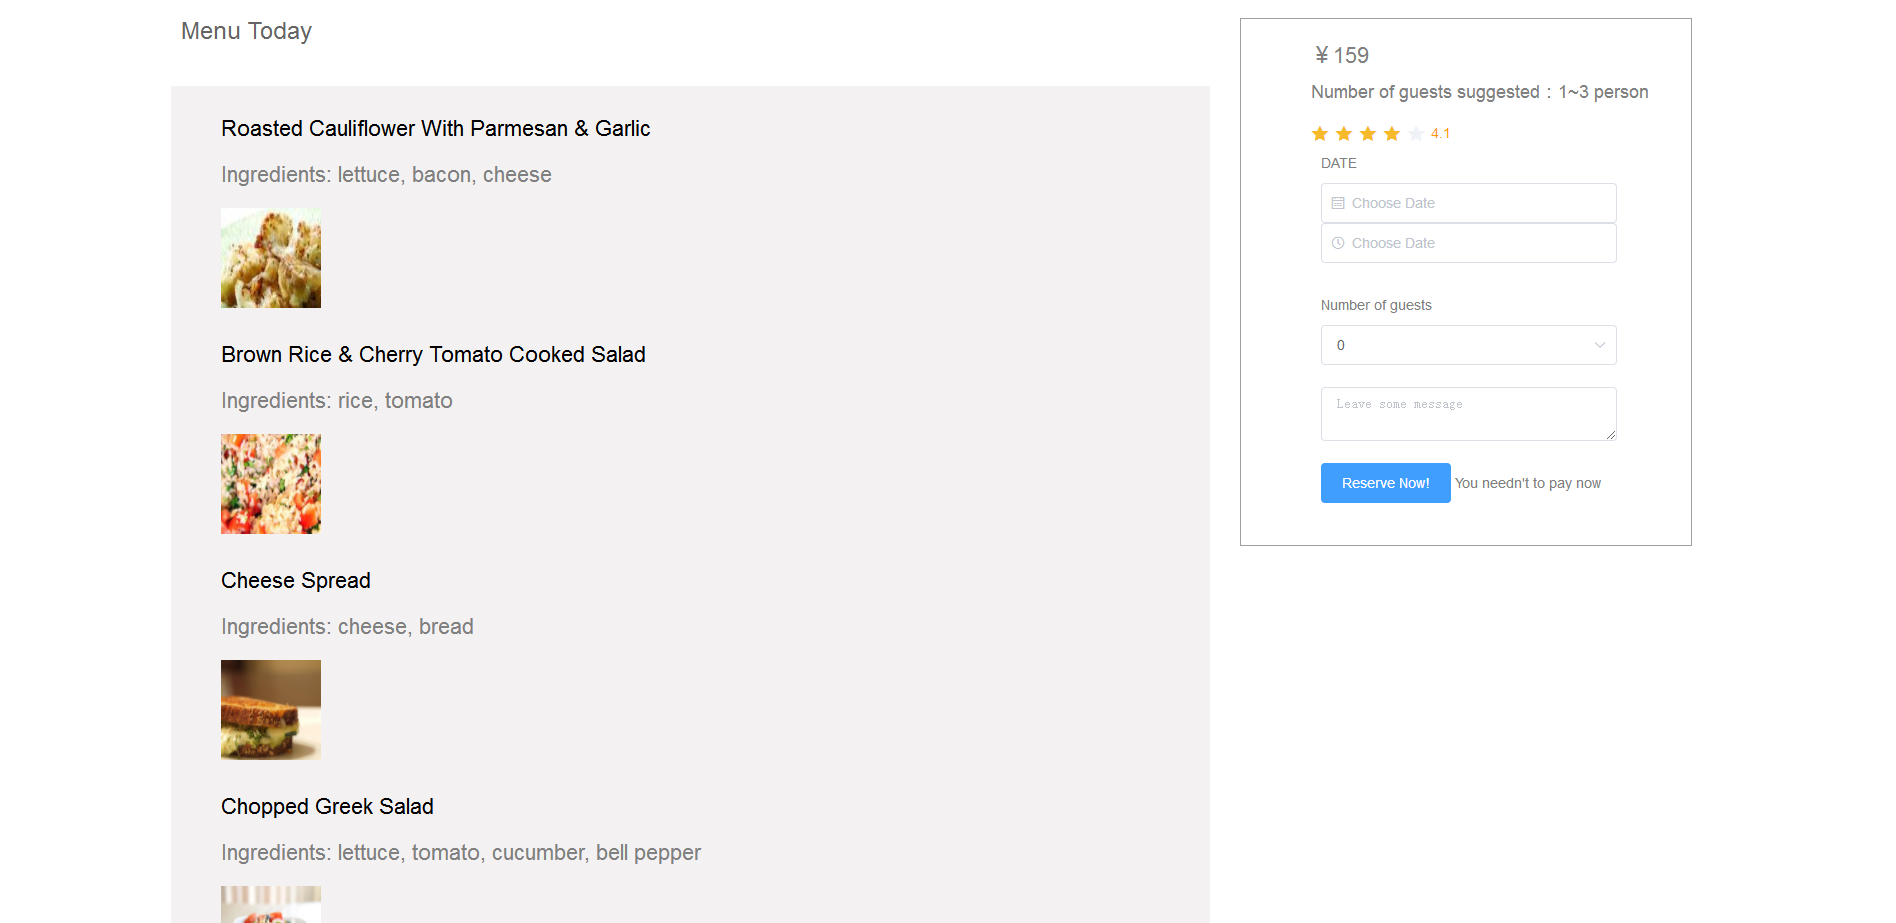 Menu Today
Roasted Cauliflower With Parmesan & Garlic
Ingredients: lettuce, bacon, cheese
Brown Rice & Cherry Tomato Cooked Salad
Ingredients: rice, tomato
Cheese Spread
Ingredients: cheese, bread
Chopped Greek Salad
Ingredients: lettuce, tomato, cucumber, bell pepper
¥ 159
Number of guests suggested：1~3 person
4.1
DATE
Choose Date
Choose Date
Number of guests
0
Leave some message
Reserve Now! You needn't to pay now